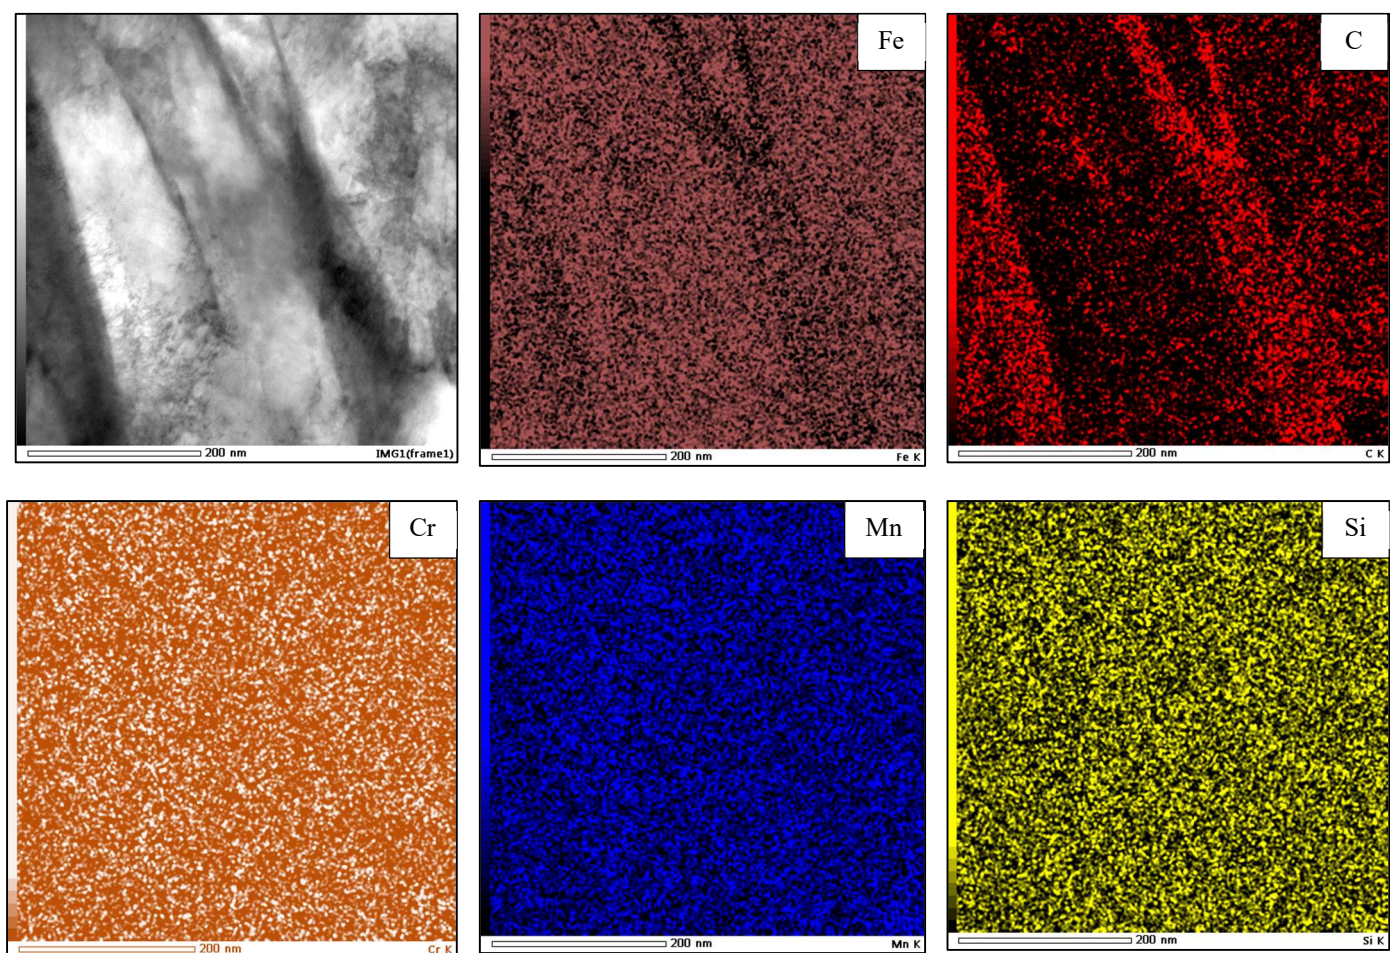 Fe
C
200 nm
IMG1(frame1)
200 nm
Fe K
200 nm
C K
Cr
Mn
Si
200 nm
Cr K
200 nm
Mn K
200 nm
Si K